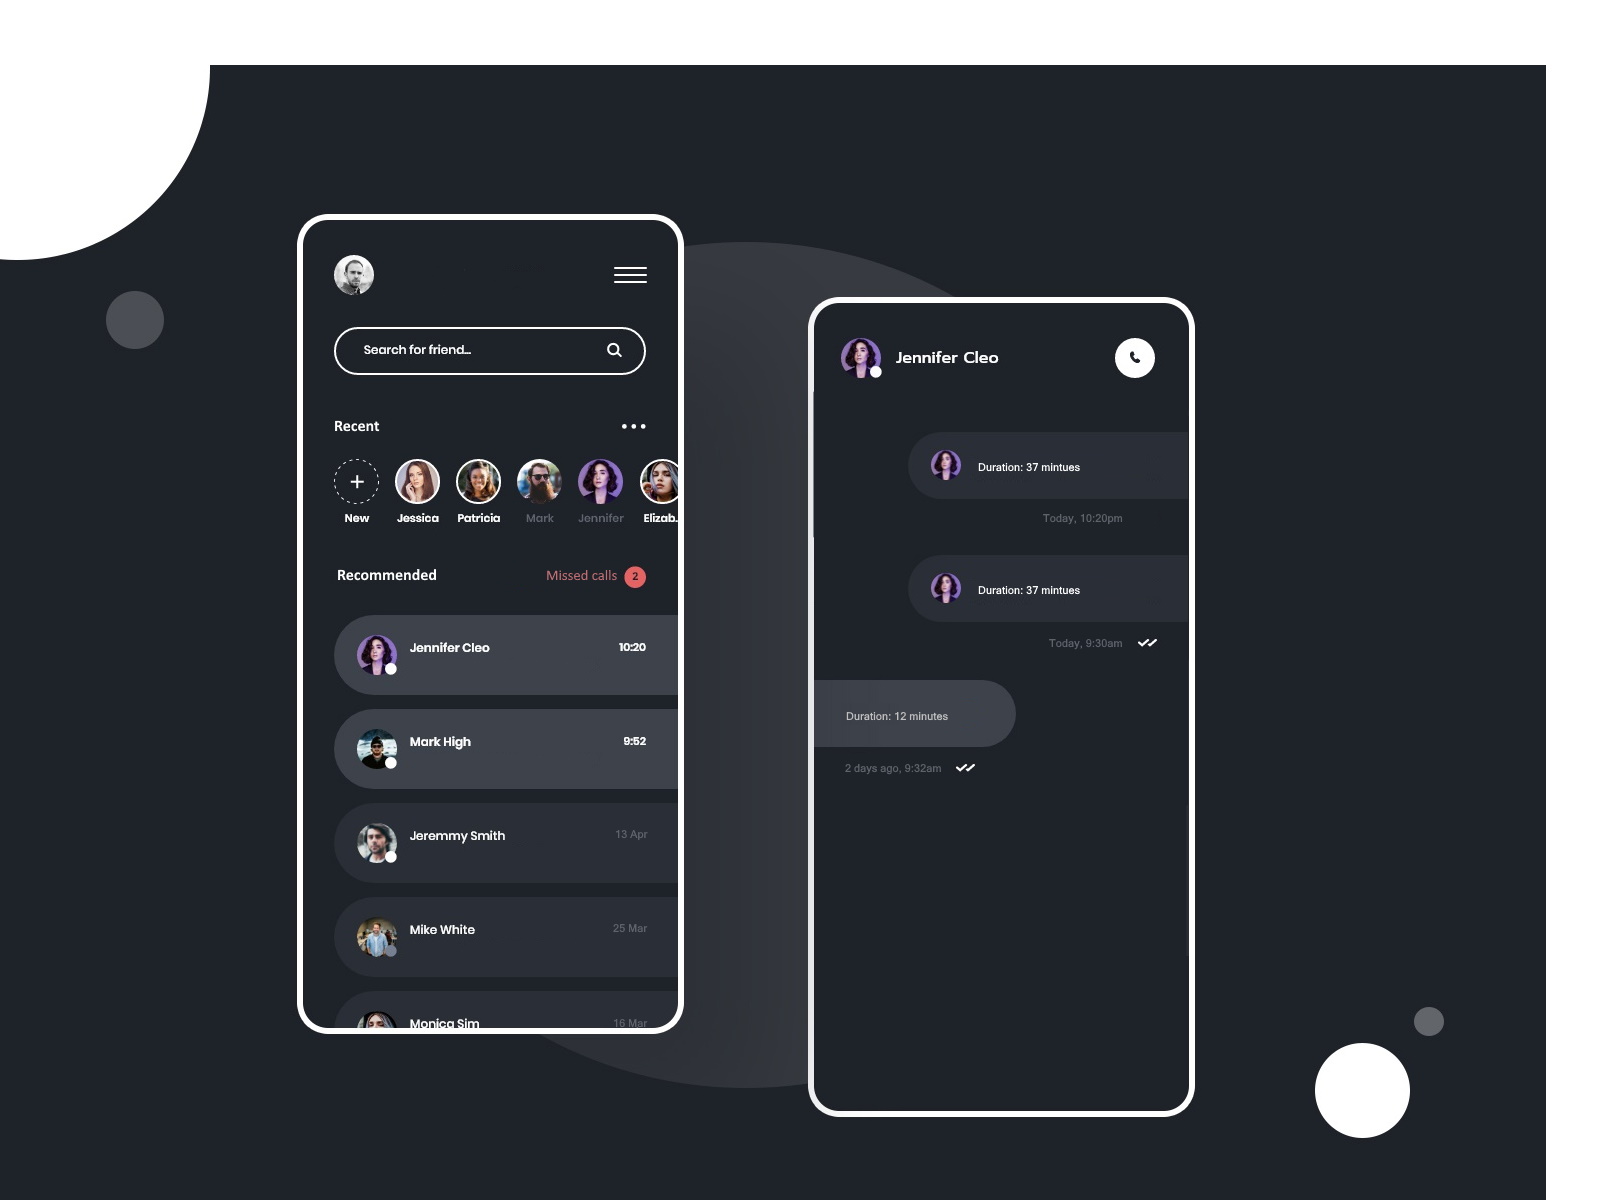 Search for friend...
Recent
New
Jessica
Patricia
Mark
Jennifer
Elizab.
Recommended
Missed calls 2
Jennifer Cleo 10:20
Mark High 9:52
Jeremmy Smith 13 Apr
Mike White 25 Mar
Monica Sim 16 Mar
Jennifer Cleo
Duration: 37 mintues
Today, 10:20pm
Duration: 37 mintues
Today, 9:30am
Duration: 12 minutes
2 days ago, 9:32am